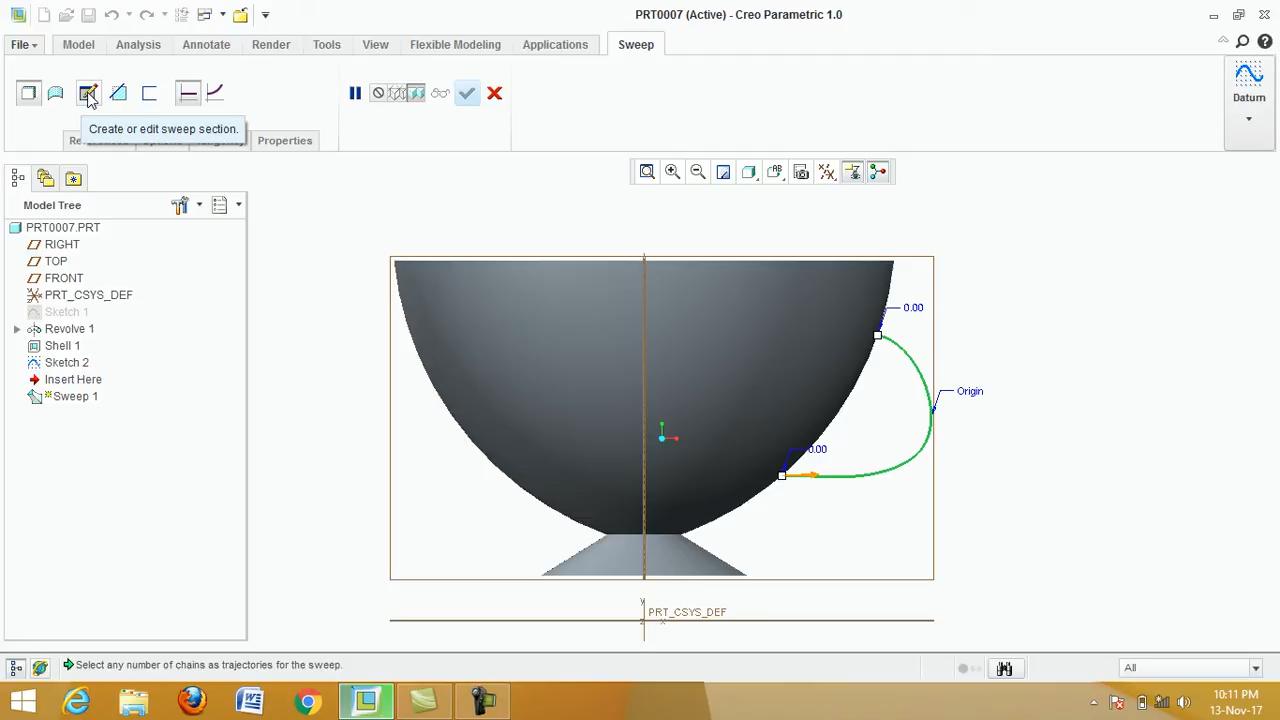 PRT0007 (Active) - Creo Parametric 1.0
File
Model
Analysis
Annotate
Render
Tools
View
Flexible Modeling
Applications
Sweep
Datum
Create or edit sweep section.
Properties
Model Tree
PRT0007.PRT
RIGHT
TOP
FRONT
PRT_CSYS_DEF
Sketch 1
Revolve 1
Shell 1
Sketch 2
Insert Here
Sweep 1
0.00
Origin
0.00
y
PRT_CSYS_DEF
x
Select any number of chains as trajectories for the sweep.
All
10:11 PM
13-Nov-17